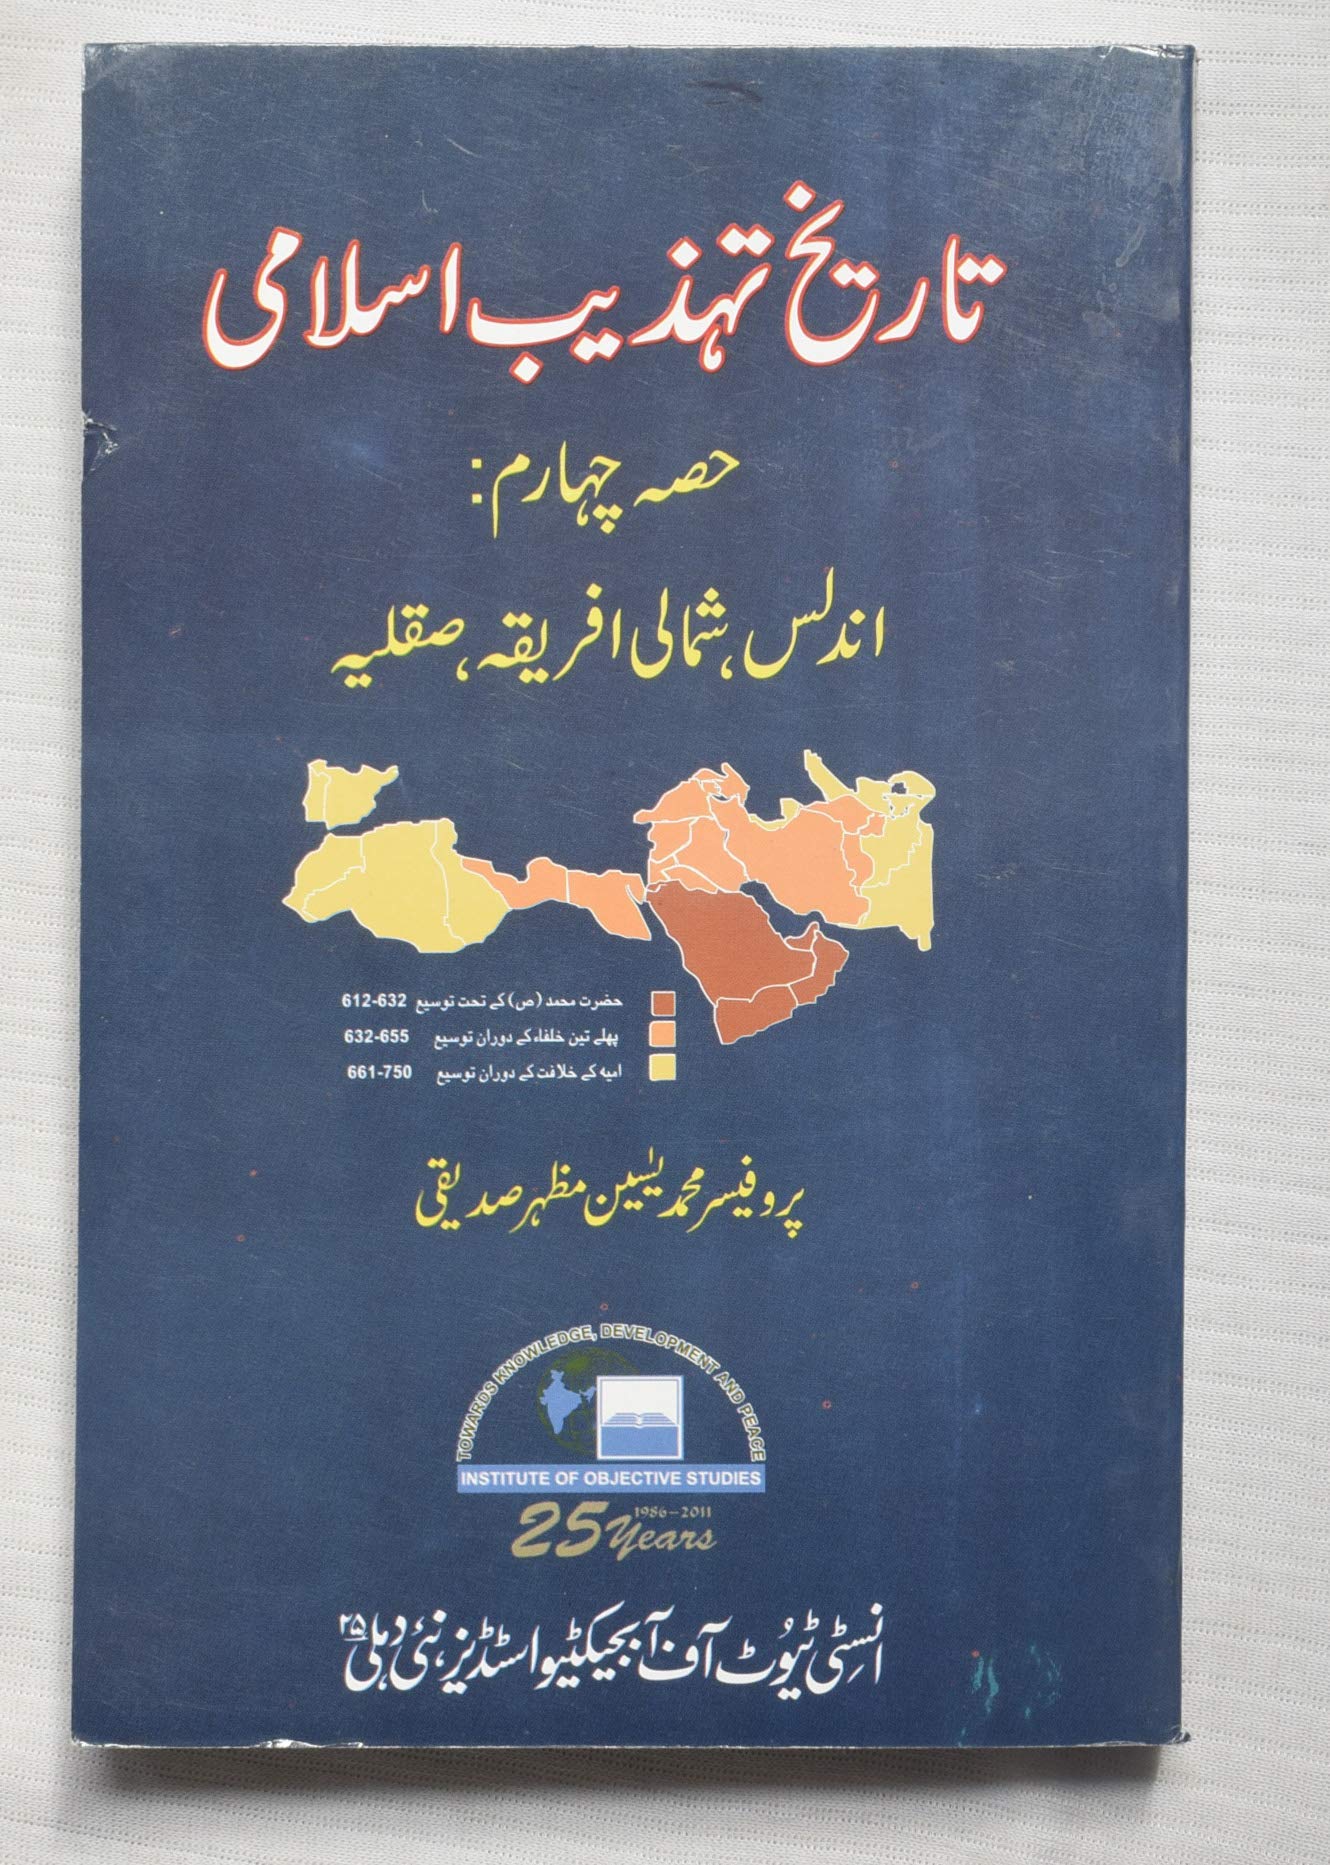 تاریخ تہذیب اسلامی
حصہ چہارم:
اندلس، شمالی افریقہ، صقلیہ
حضرت محمد (ص) کے تحت توسیع 612-632
پہلے تین خلفاء کے دوران توسیع 632-655
امیہ کے خلافت کے دوران توسیع 661-750
پروفیسر محمد یٰسین مظہر صدیقی
TOWARDS KNOWLEDGE, DEVELOPMENT AND PEACE
INSTITUTE OF OBJECTIVE STUDIES
1986-2011
25 Years
انسٹی ٹیوٹ آف آبجیکٹیو اسٹڈیز، نئی دہلی ۲۵